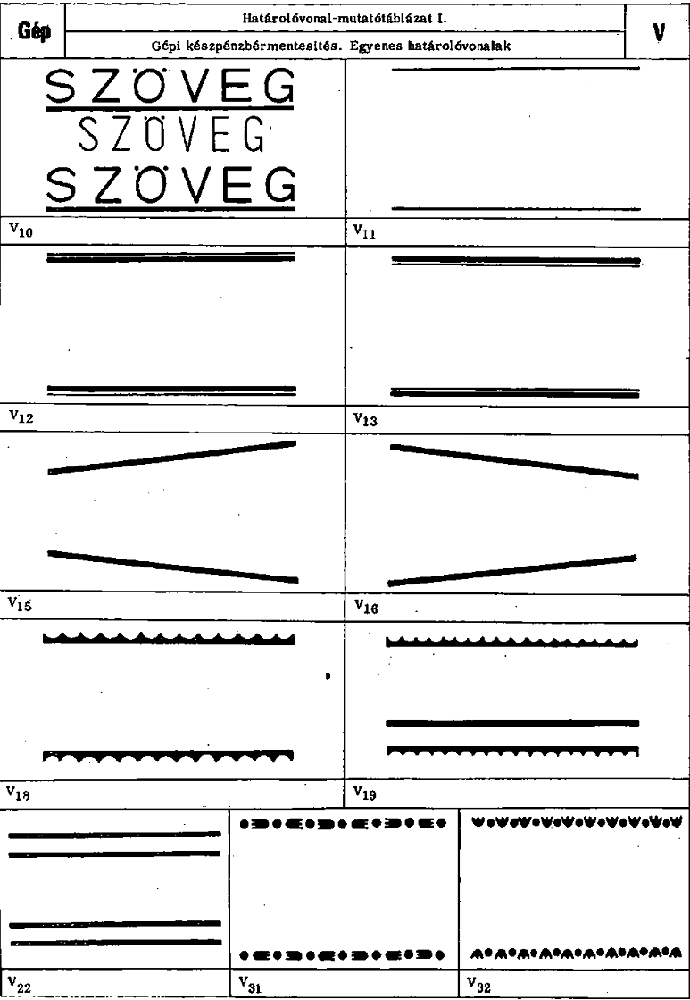 Gép
Határolóvonal-mutatótáblázat I.
Gépi készpénzbérmentesítés. Egyenes határolóvonalak
V
SZÖVEG
SZÖVEG
SZÖVEG
V10
V11
V12
V13
V15
V16
V18
V19
V22
V31
V32